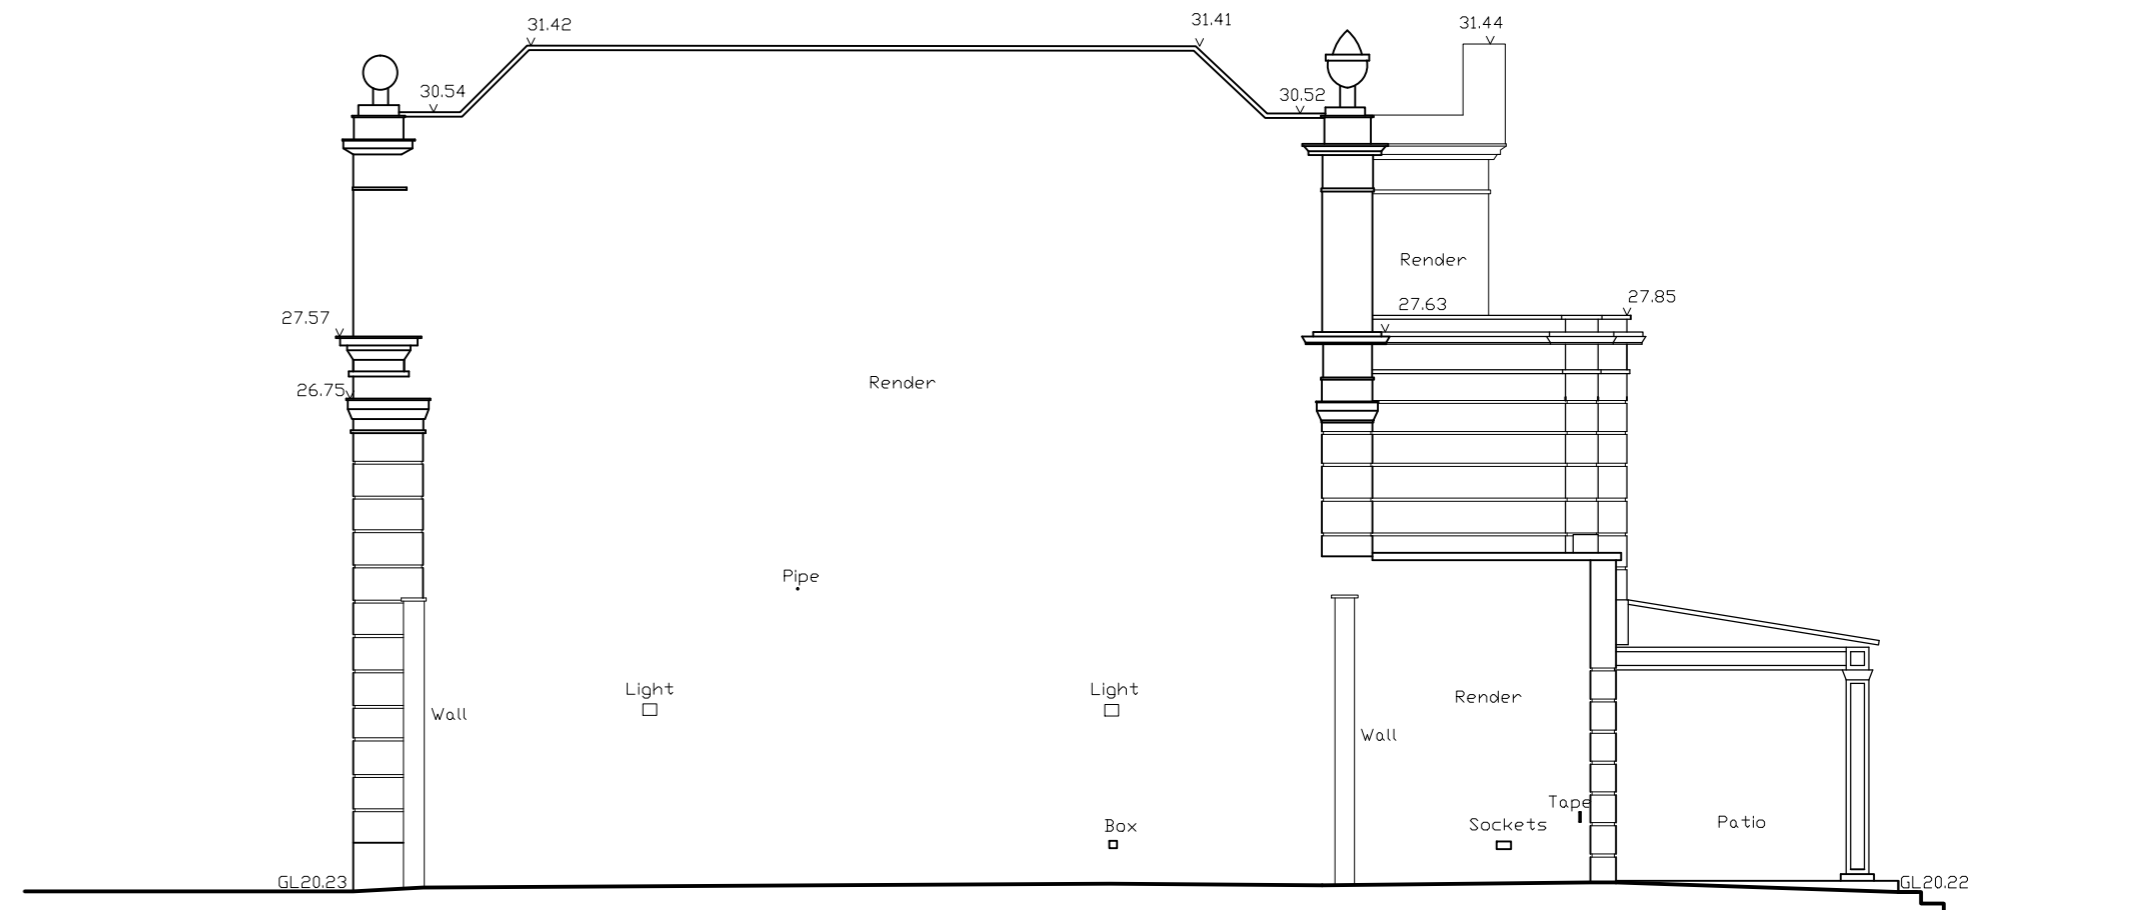 31.42
31.41
31.44
30.54
30.52
Render
27.57
27.63
27.85
Render
26.75
Pipe
Light
Light
Render
Wall
Wall
Tape
Box
Sockets
Patio
GL20.23
GL20.22